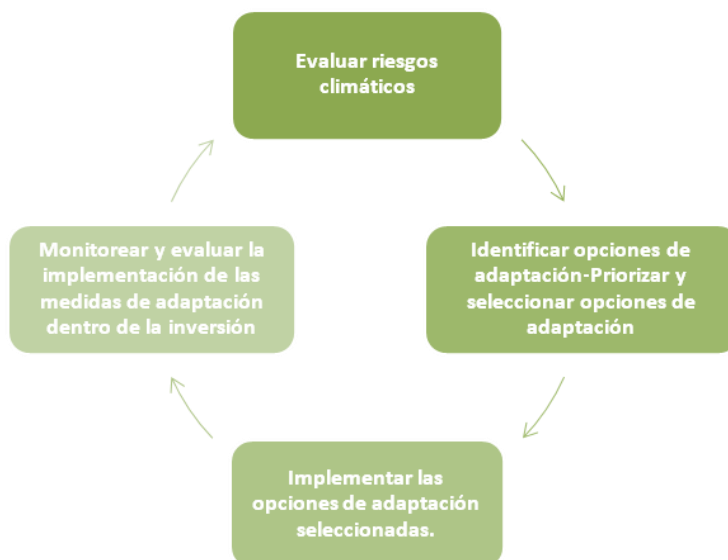 Evaluar riesgos
climáticos
Identificar opciones de
adaptación-Priorizar y
seleccionar opciones de
adaptación
Implementar las
opciones de adaptación
seleccionadas.
Monitorear y evaluar la
implementación de las
medidas de adaptación
dentro de la inversión